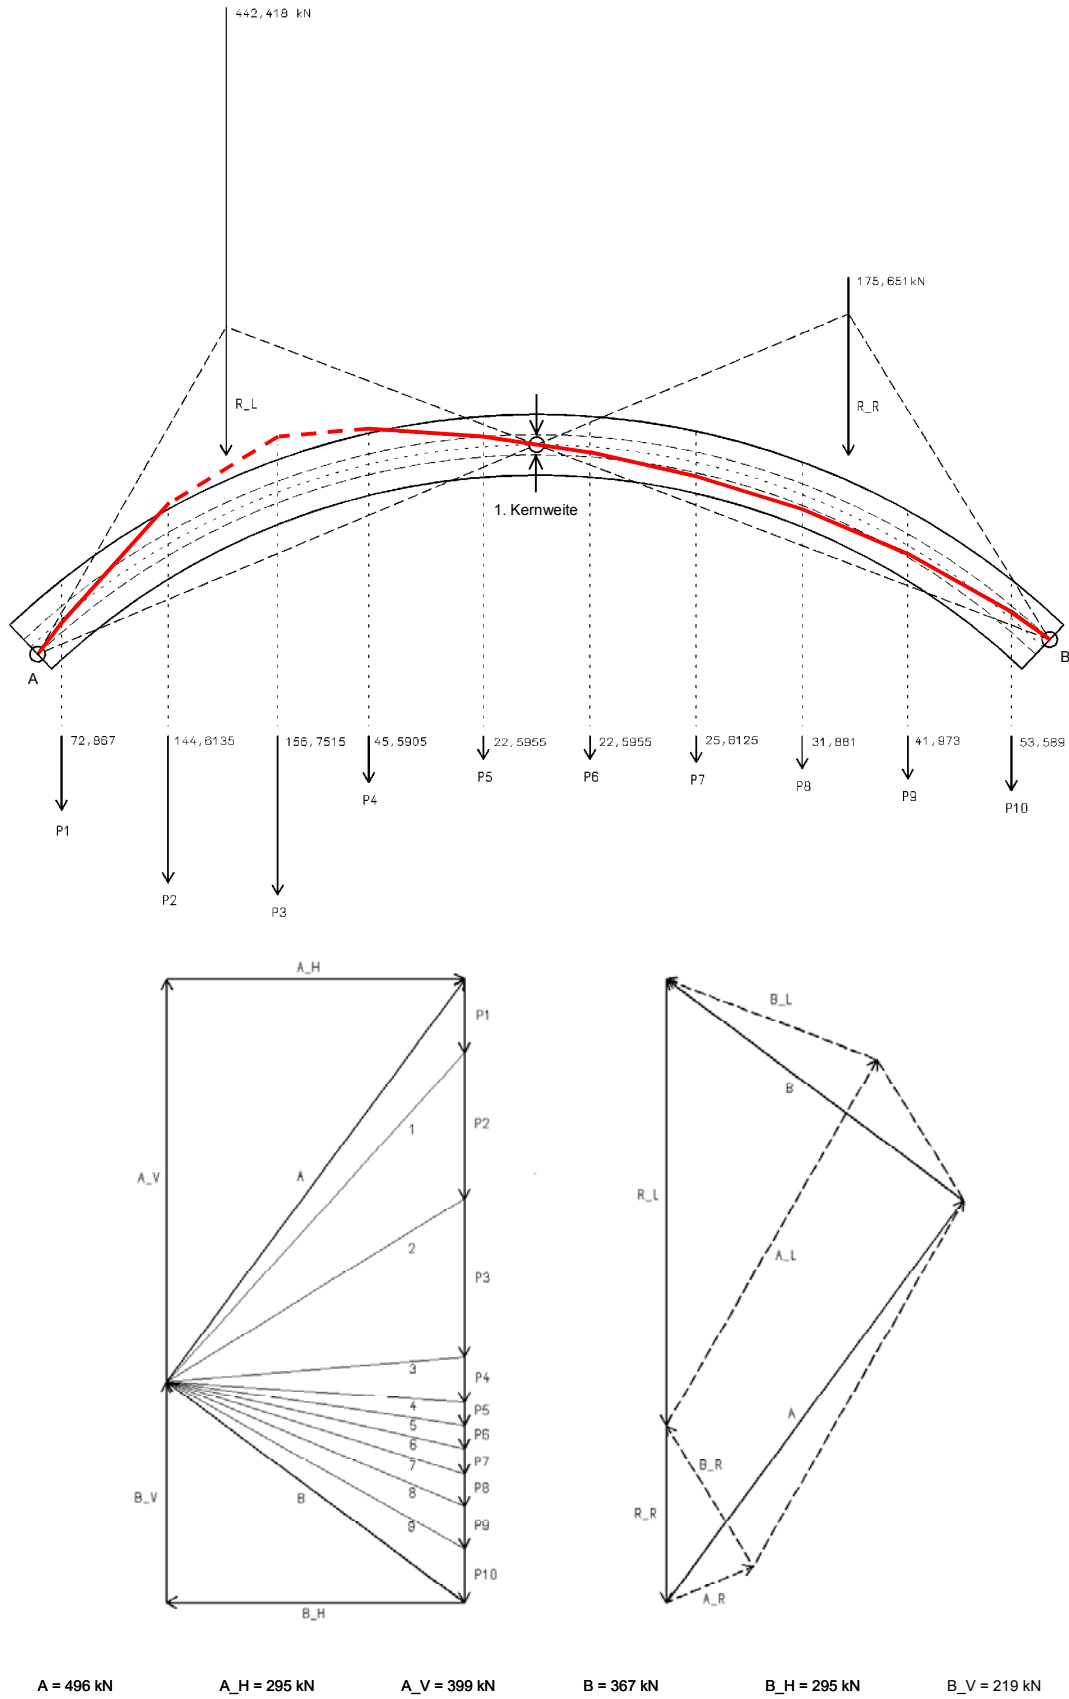 442,418 kN
175,651kN
R_L
R_R
1. Kernweite
A
B
72,867
144,6135
156,7515
45,5905
22,5955
22,5955
25,6125
31,881
41,973
53,589
P1
P2
P3
P4
P5
P6
P7
P8
P9
P10
A_H
P1
1
P2
A_V
A
2
P3
3
P4
4
P5
5
P6
6
P7
7
P8
8
B_V
B
P9
9
P10
B_H
B_L
B
R_L
A_L
A
B_R
R_R
A_R
A = 496 kN A_H = 295 kN A_V = 399 kN B = 367 kN B_H = 295 kN B_V = 219 kN